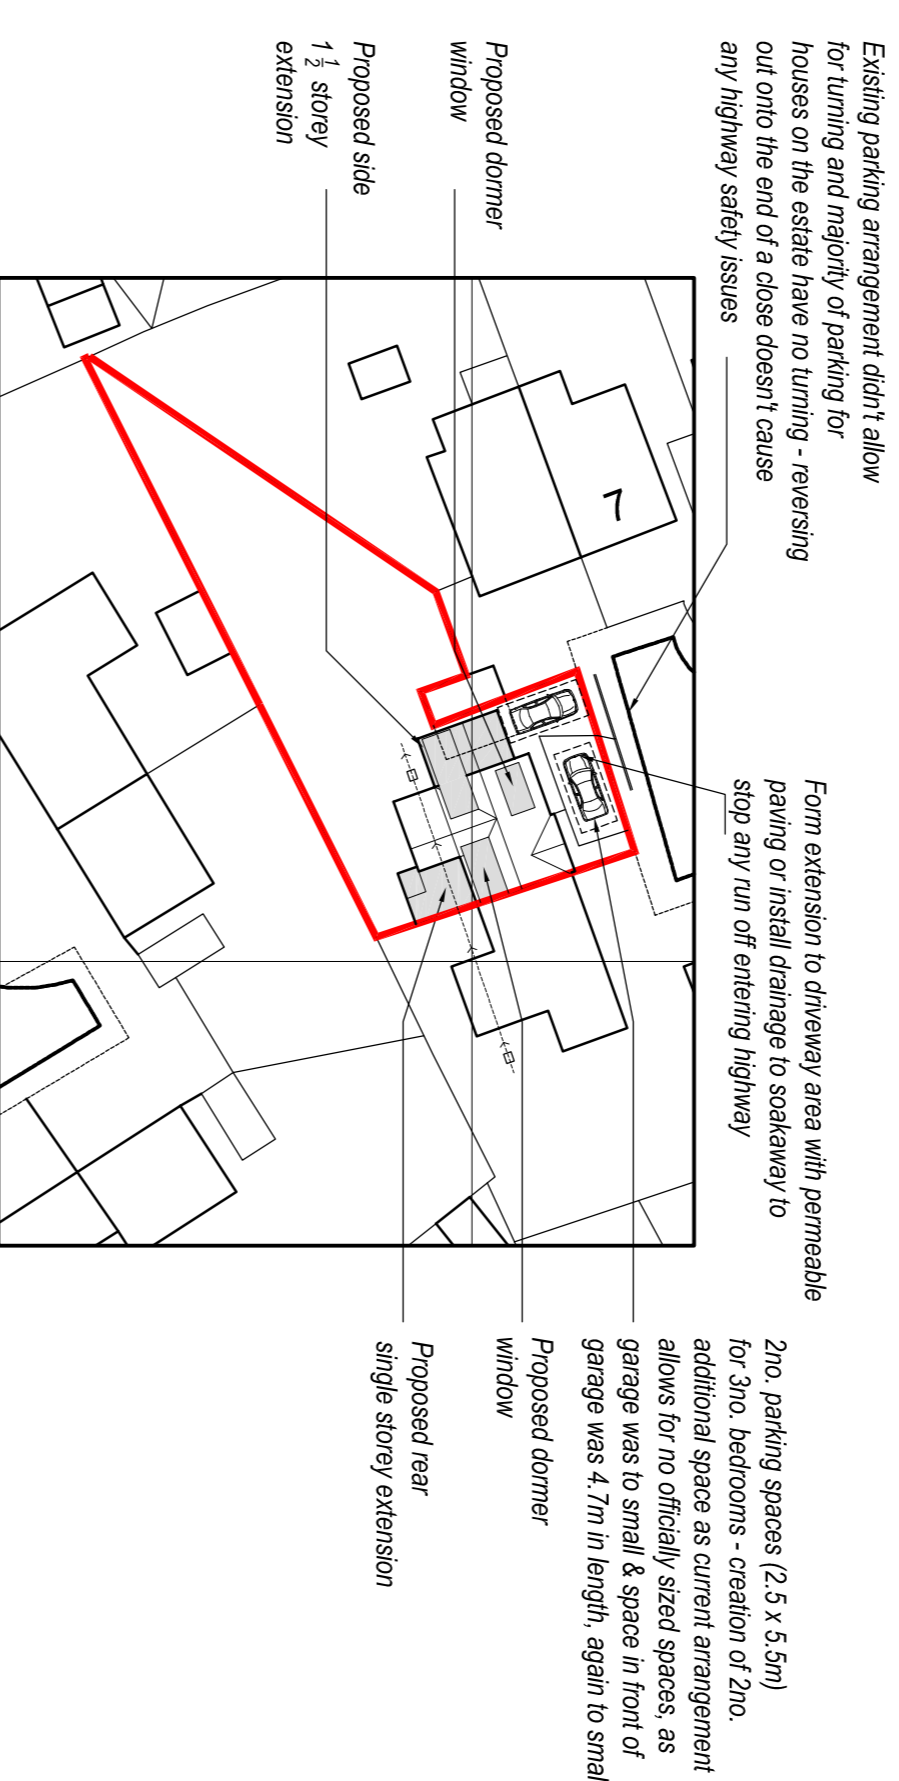 Existing parking arrangement didn't allow
for turning and majority of parking for
houses on the estate have no turning - reversing
out onto the end of a close doesn't cause
any highway safety issues
Proposed dormer
window
Proposed side
1 1/2 storey
extension
7
Form extension to driveway area with permeable
paving or install drainage to soakaway to
stop any run off entering highway
2no. parking spaces (2.5 x 5.5m)
for 3no. bedrooms - creation of 2no.
additional space as current arrangement
allows for no officially sized spaces, as
garage was to small & space in front of
garage was 4.7m in length, again to smal
Proposed dormer
window
Proposed rear
single storey extension